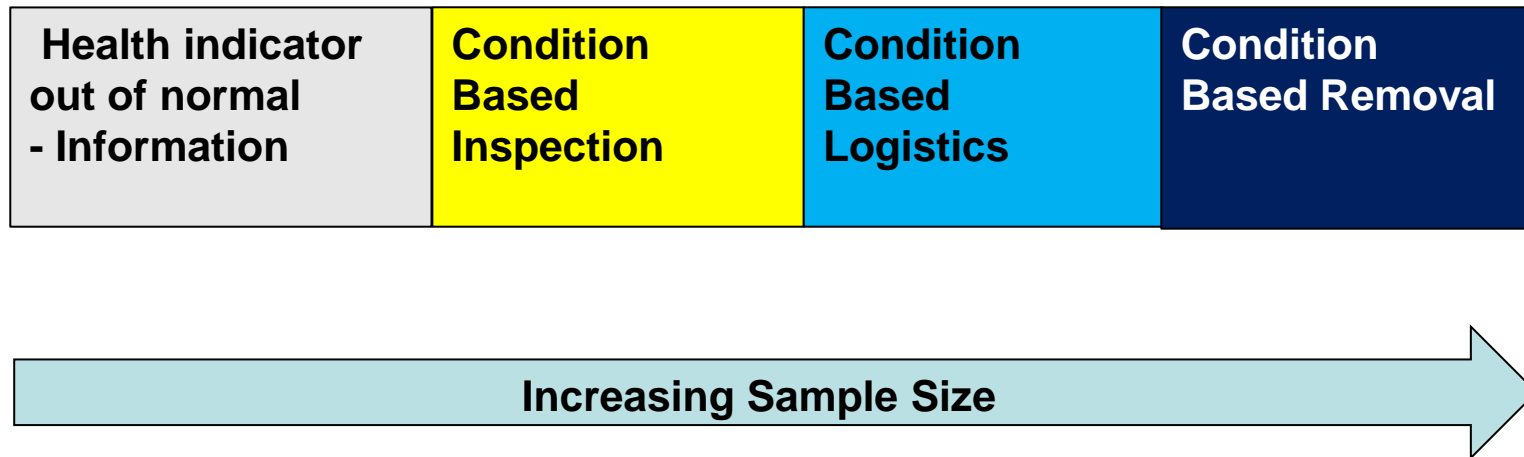 Health indicator
out of normal
- Information
Condition
Based
Inspection
Condition
Based
Logistics
Condition
Based Removal
Increasing Sample Size